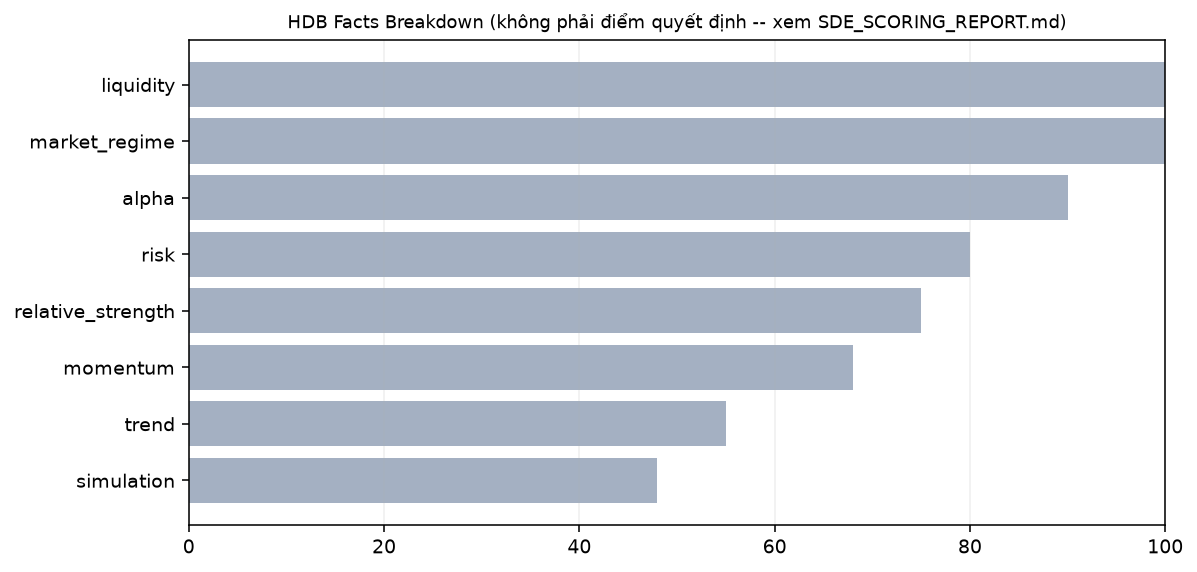 HDB Facts Breakdown (không phải điểm quyết định -- xem SDE_SCORING_REPORT.md)
liquidity
market_regime
alpha
risk
relative_strength
momentum
trend
simulation
0 20 40 60 80 100